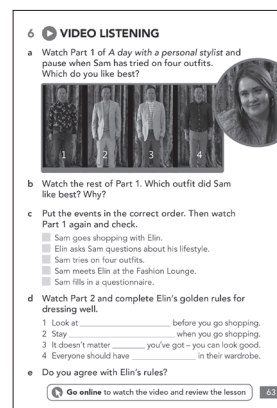 6 VIDEO LISTENING
a Watch Part 1 of A day with a personal stylist and
pause when Sam has tried on four outfits.
Which do you like best?
1 2 3 4
b Watch the rest of Part 1. Which outfit did Sam
like best? Why?
c Put the events in the correct order. Then watch
Part 1 again and check.
Sam goes shopping with Elin.
Elin asks Sam questions about his lifestyle.
Sam tries on four outfits.
Sam meets Elin at the Fashion Lounge.
Sam fills in a questionnaire.
d Watch Part 2 and complete Elin's golden rules for
dressing well.
1 Look at ____________________ before you go shopping.
2 Stay ____________________ when you go shopping.
3 It doesn't matter _______ you've got – you can look good.
4 Everyone should have ______________ in their wardrobe.
e Do you agree with Elin's rules?
Go online to watch the video and review the lesson
63